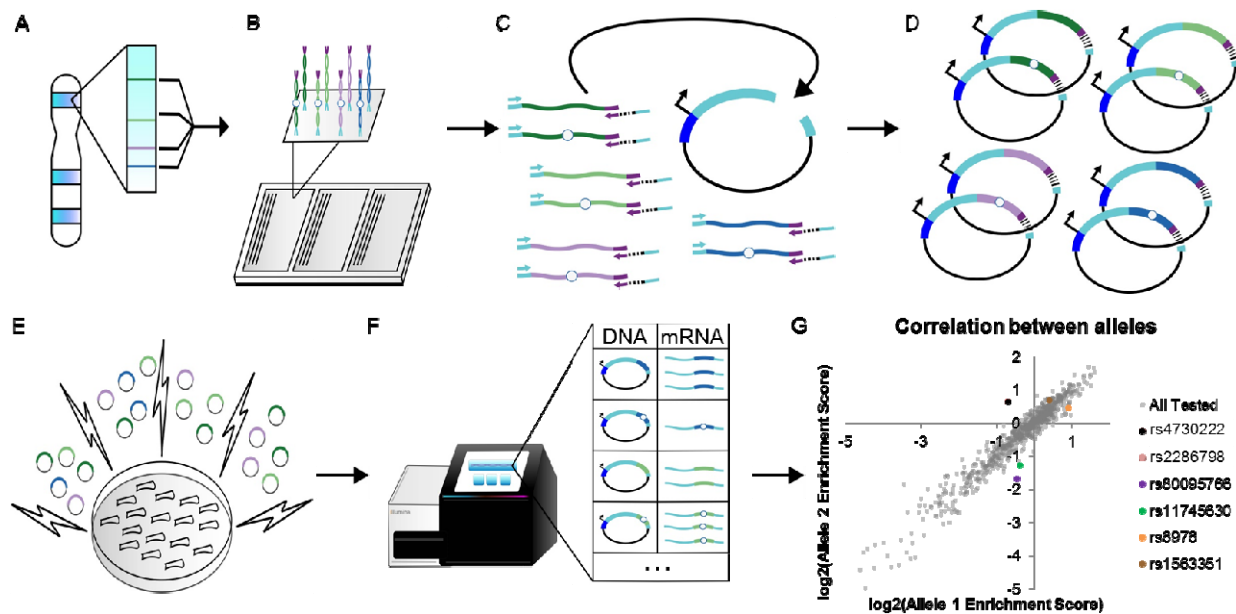 A
B
C
D
E
F
DNA
mRNA
...
G
Correlation between alleles
log2(Allele 2 Enrichment Score)
2
1
0
-1
-2
-3
-4
-5
-5
-3
-1
1
log2(Allele 1 Enrichment Score)
All Tested
rs4730222
rs2286798
rs80095766
rs11745630
rs8978
rs1563351